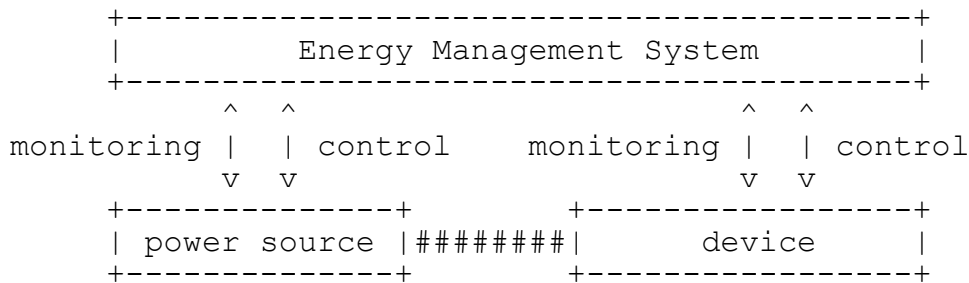 Energy Management System
monitoring | | control monitoring | | control
power source |########| device